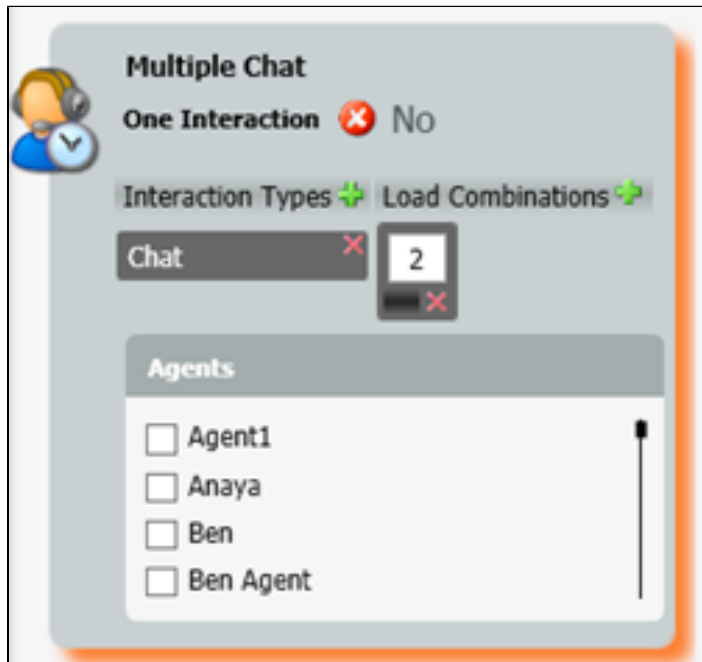 Multiple Chat
One Interaction No
Interaction Types Load Combinations
Chat
2
Agents
Agent1
Anaya
Ben
Ben Agent